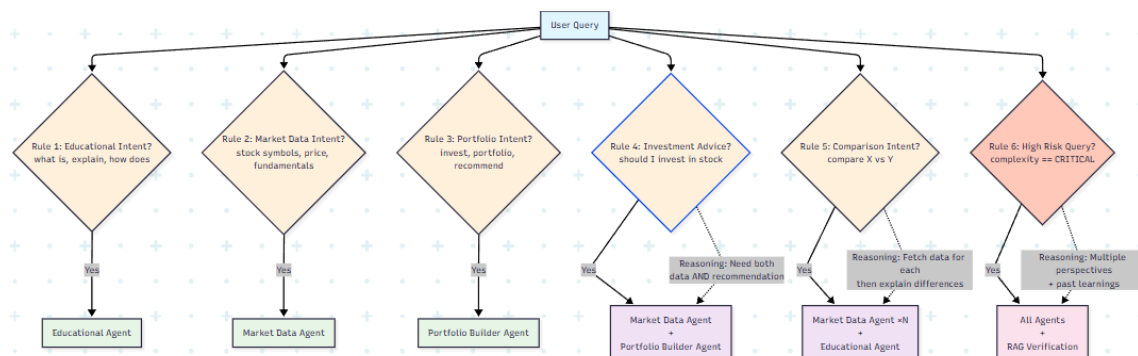 User Query
Rule 1: Educational Intent?
what is, explain, how does
Rule 2: Market Data Intent?
stock symbols, price,
fundamentals
Rule 3: Portfolio Intent?
invest, portfolio,
recommend
Rule 4: Investment Advice?
should I invest in stock
Rule 5: Comparison Intent?
compare X vs Y
Rule 6: High Risk Query?
complexity == CRITICAL
Yes
Yes
Yes
Yes
Reasoning: Need both
data AND recommendation
Yes
Reasoning: Fetch data for
each
then explain differences
Yes
Reasoning: Multiple
perspectives
+ past learnings
Educational Agent
Market Data Agent
Portfolio Builder Agent
Market Data Agent
+
Portfolio Builder Agent
Market Data Agent ×N
+
Educational Agent
All Agents
+
RAG Verification